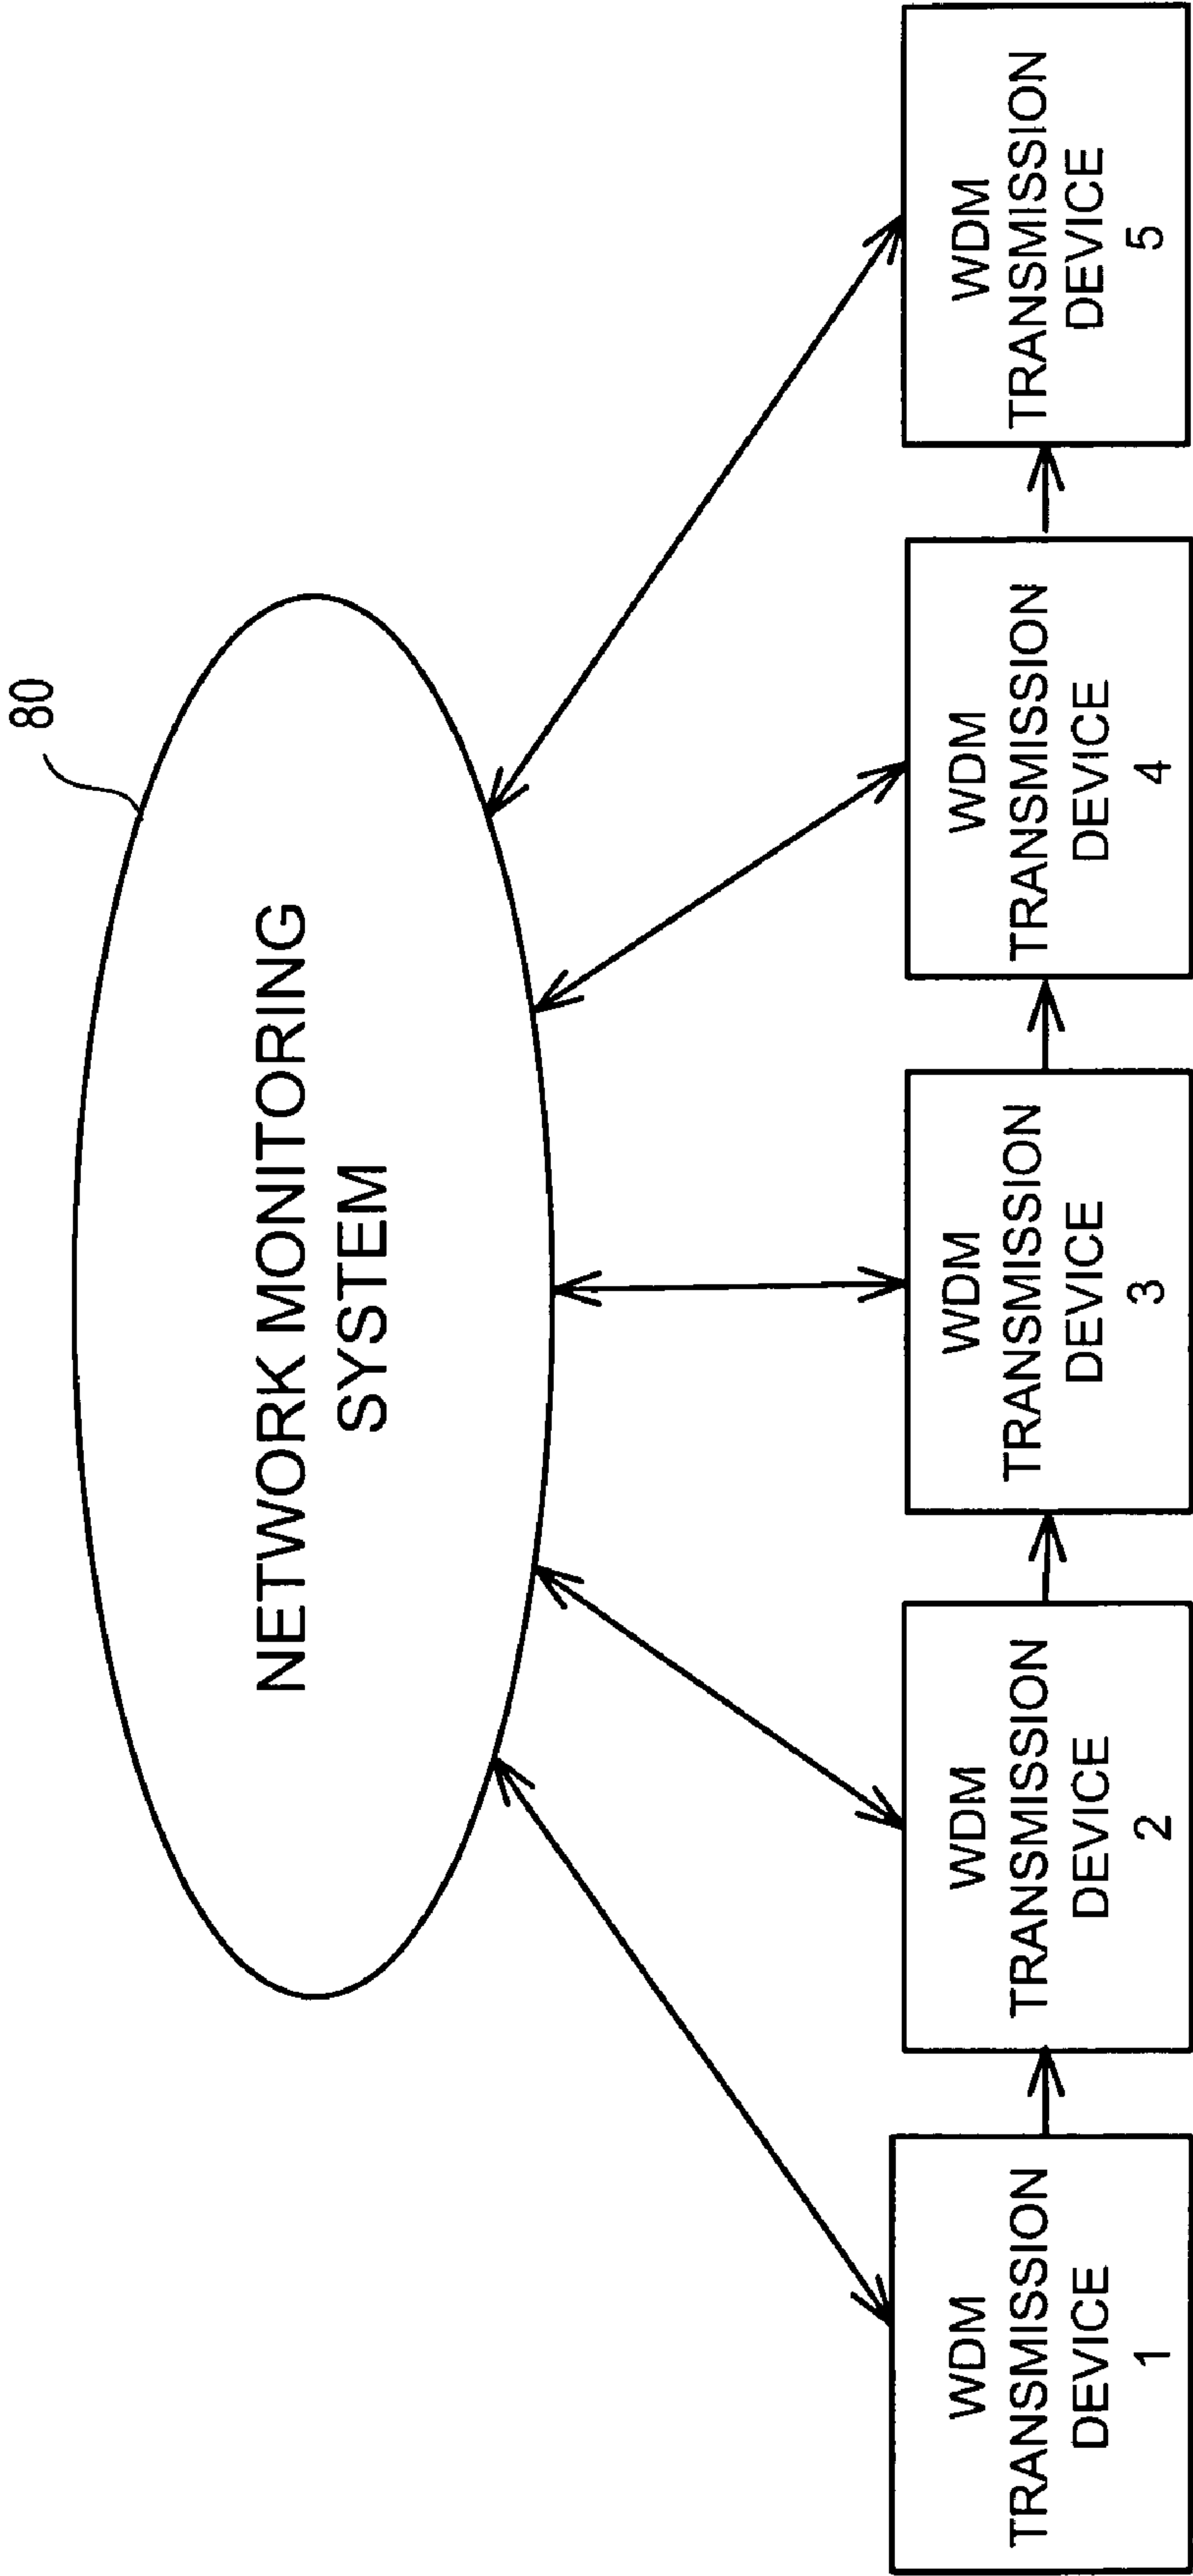 80
NETWORK MONITORING
SYSTEM
WDM
TRANSMISSION
DEVICE
1
WDM
TRANSMISSION
DEVICE
2
WDM
TRANSMISSION
DEVICE
3
WDM
TRANSMISSION
DEVICE
4
WDM
TRANSMISSION
DEVICE
5